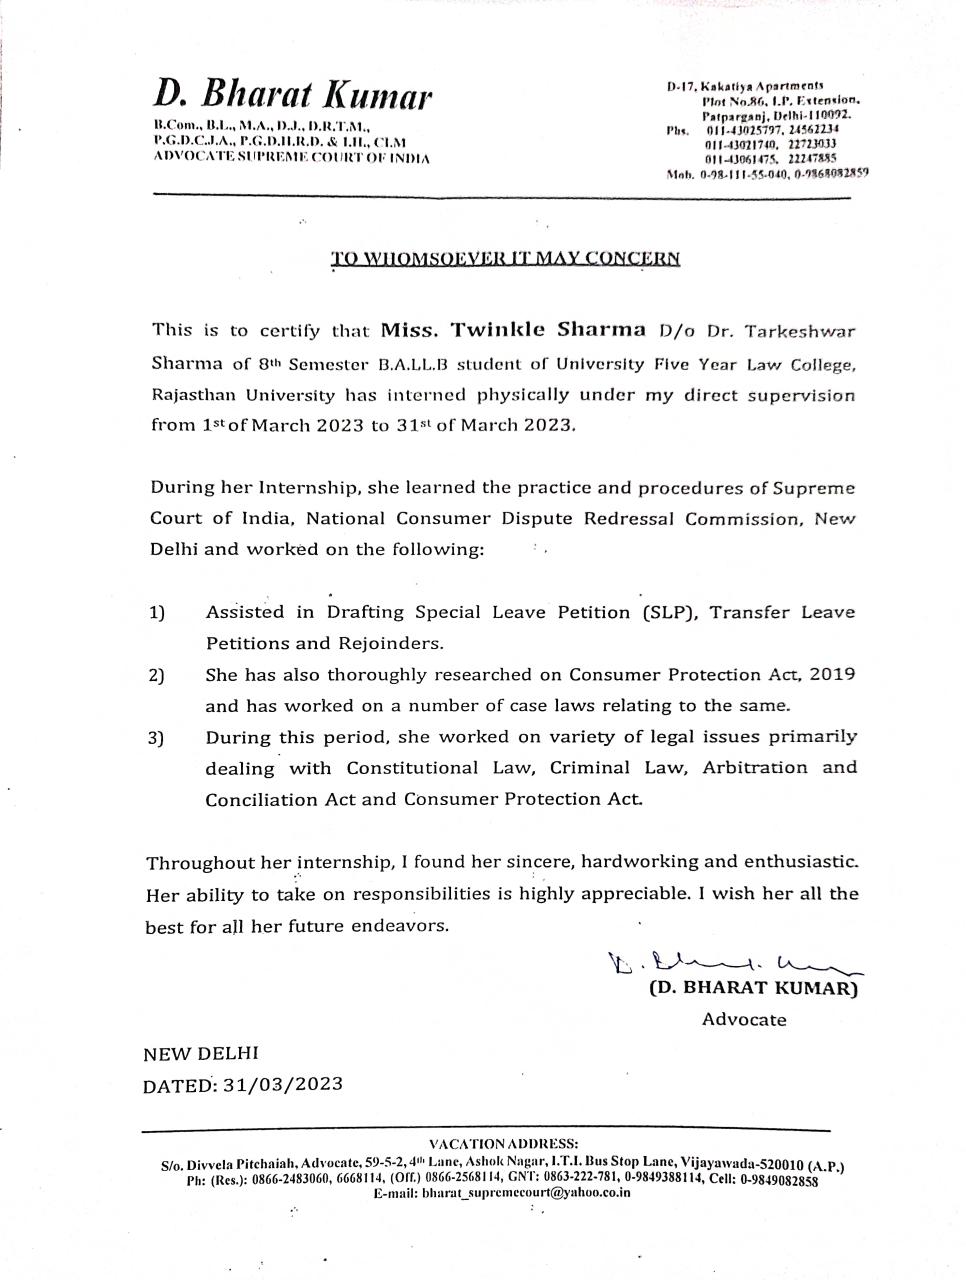 D. Bharat Kumar
B.Com., B.L., M.A., D.J., D.R.T.M.,
P.G.D.C.J.A., P.G.D.H.R.D. & I.H., CLM
ADVOCATE SUPREME COURT OF INDIA
D-17, Kakatiya Apartments
Plot No.86, I.P. Extension,
Patparganj, Delhi-110092.
Phs. 011-43025797, 24562234
011-43021740, 22723033
011-43061475, 22247885
Mob. 0-98-111-55-040, 0-9868082859
TO WHOMSOEVER IT MAY CONCERN
This is to certify that Miss. Twinkle Sharma D/o Dr. Tarkeshwar
Sharma of 8th Semester B.A.LL.B student of University Five Year Law College,
Rajasthan University has interned physically under my direct supervision
from 1st of March 2023 to 31st of March 2023.
During her Internship, she learned the practice and procedures of Supreme
Court of India, National Consumer Dispute Redressal Commission, New
Delhi and worked on the following:
1) Assisted in Drafting Special Leave Petition (SLP), Transfer Leave
Petitions and Rejoinders.
2) She has also thoroughly researched on Consumer Protection Act, 2019
and has worked on a number of case laws relating to the same.
3) During this period, she worked on variety of legal issues primarily
dealing with Constitutional Law, Criminal Law, Arbitration and
Conciliation Act and Consumer Protection Act.
Throughout her internship, I found her sincere, hardworking and enthusiastic.
Her ability to take on responsibilities is highly appreciable. I wish her all the
best for all her future endeavors.
D. Bharat Kumar
(D. BHARAT KUMAR)
Advocate
NEW DELHI
DATED: 31/03/2023
VACATION ADDRESS:
S/o. Divvela Pitchaiah, Advocate, 59-5-2, 4th Lane, Ashok Nagar, I.T.I. Bus Stop Lane, Vijayawada-520010 (A.P.)
Ph: (Res.): 0866-2483060, 6668114, (Off.) 0866-2568114, GNT: 0863-222-781, 0-9849388114, Cell: 0-9849082858
E-mail: bharat_supremecourt@yahoo.co.in